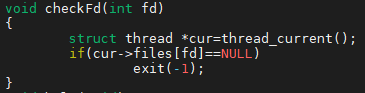 void checkFd(int fd)
{
        struct thread *cur=thread_current();
        if(cur->files[fd]==NULL)
                exit(-1);
}